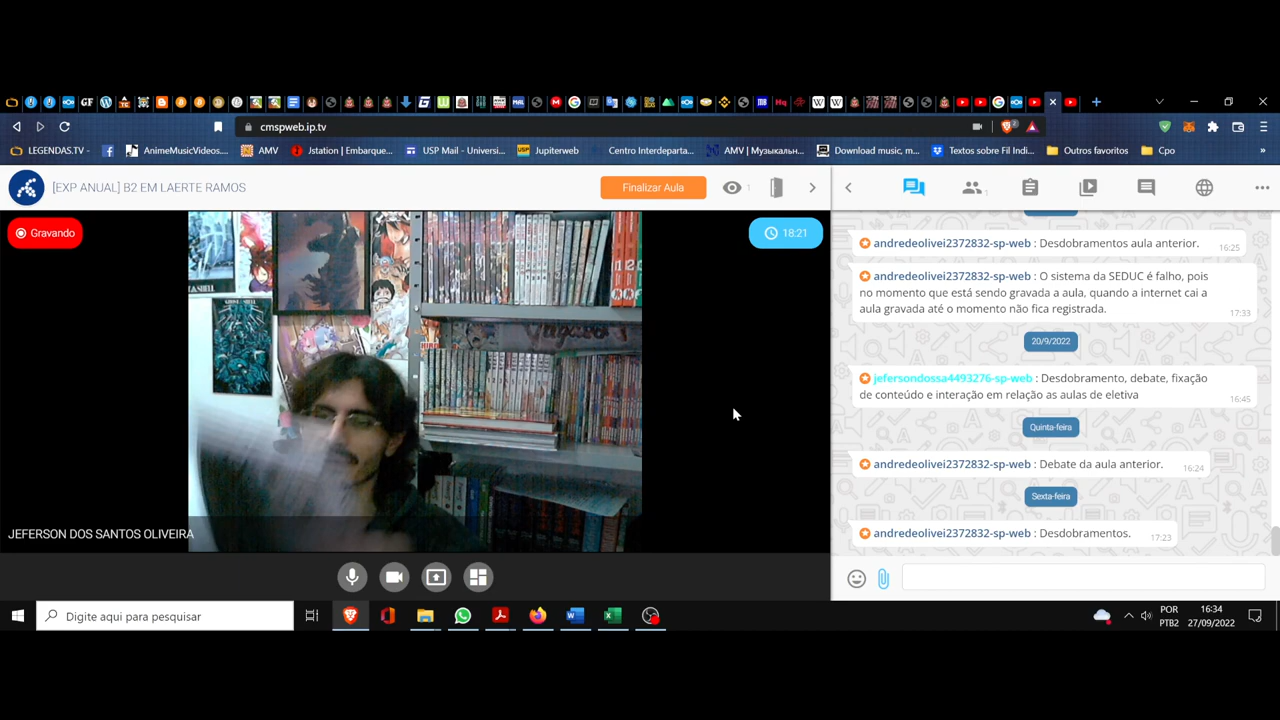 cmspweb.ip.tv
LEGENDAS.TV -
AnimeMusicVideos...
AMV
Jstation | Embarque...
USP Mail - Universi...
Jupiterweb
Centro Interdeparta...
AMV | Музыкальн...
Download music, m...
Textos sobre Fil Indi...
Outros favoritos
Cpo
»
[EXP ANUAL] B2 EM LAERTE RAMOS
Finalizar Aula
1
1
Gravando
18:21
JEFERSON DOS SANTOS OLIVEIRA
andredeolivei2372832-sp-web : Desdobramentos aula anterior.
16:25
andredeolivei2372832-sp-web : O sistema da SEDUC é falho, pois
no momento que está sendo gravada a aula, quando a internet cai a
aula gravada até o momento não fica registrada.
17:33
20/9/2022
jefersondossa4493276-sp-web : Desdobramento, debate, fixação
de conteúdo e interação em relação as aulas de eletiva
16:45
Quinta-feira
andredeolivei2372832-sp-web : Debate da aula anterior.
16:24
Sexta-feira
andredeolivei2372832-sp-web : Desdobramentos.
17:23
Digite aqui para pesquisar
POR
PTB2
16:34
27/09/2022